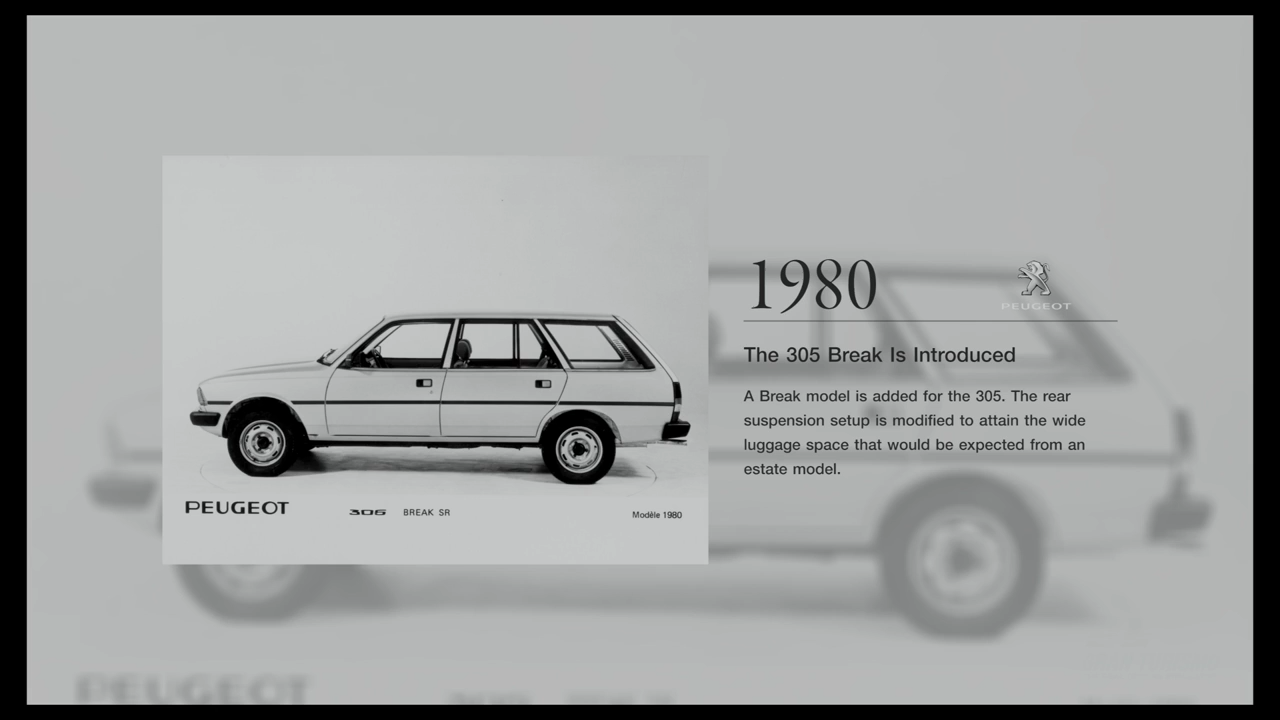 PEUGEOT
305 BREAK SR
Modèle 1980
1980
PEUGEOT
The 305 Break Is Introduced
A Break model is added for the 305. The rear
suspension setup is modified to attain the wide
luggage space that would be expected from an
estate model.
PEUGEOT